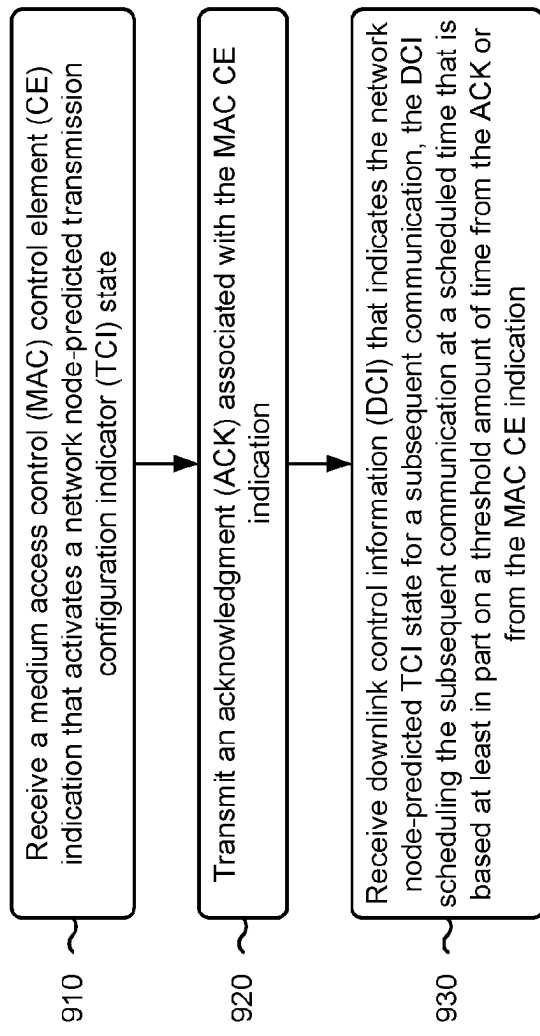 910
Receive a medium access control (MAC) control element (CE)
indication that activates a network node-predicted transmission
configuration indicator (TCI) state
920
Transmit an acknowledgment (ACK) associated with the MAC CE
indication
930
Receive downlink control information (DCI) that indicates the network
node-predicted TCI state for a subsequent communication, the DCI
scheduling the subsequent communication at a scheduled time that is
based at least in part on a threshold amount of time from the ACK or
from the MAC CE indication